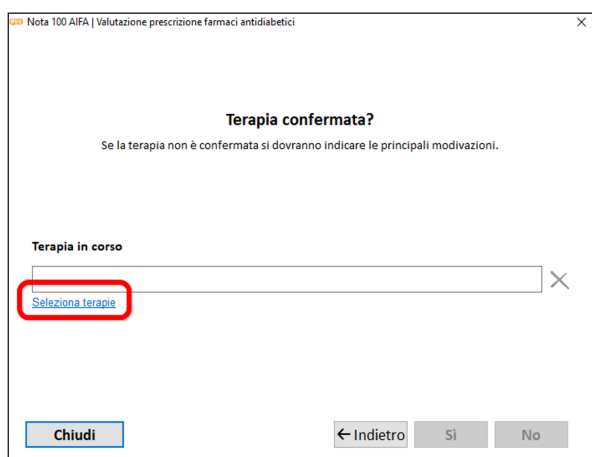 Nota 100 AIFA | Valutazione prescrizione farmaci antidiabetici
Terapia confermata?
Se la terapia non è confermata si dovranno indicare le principali modivazioni.
Terapia in corso
Seleziona terapie
Chiudi
← Indietro
Sì
No